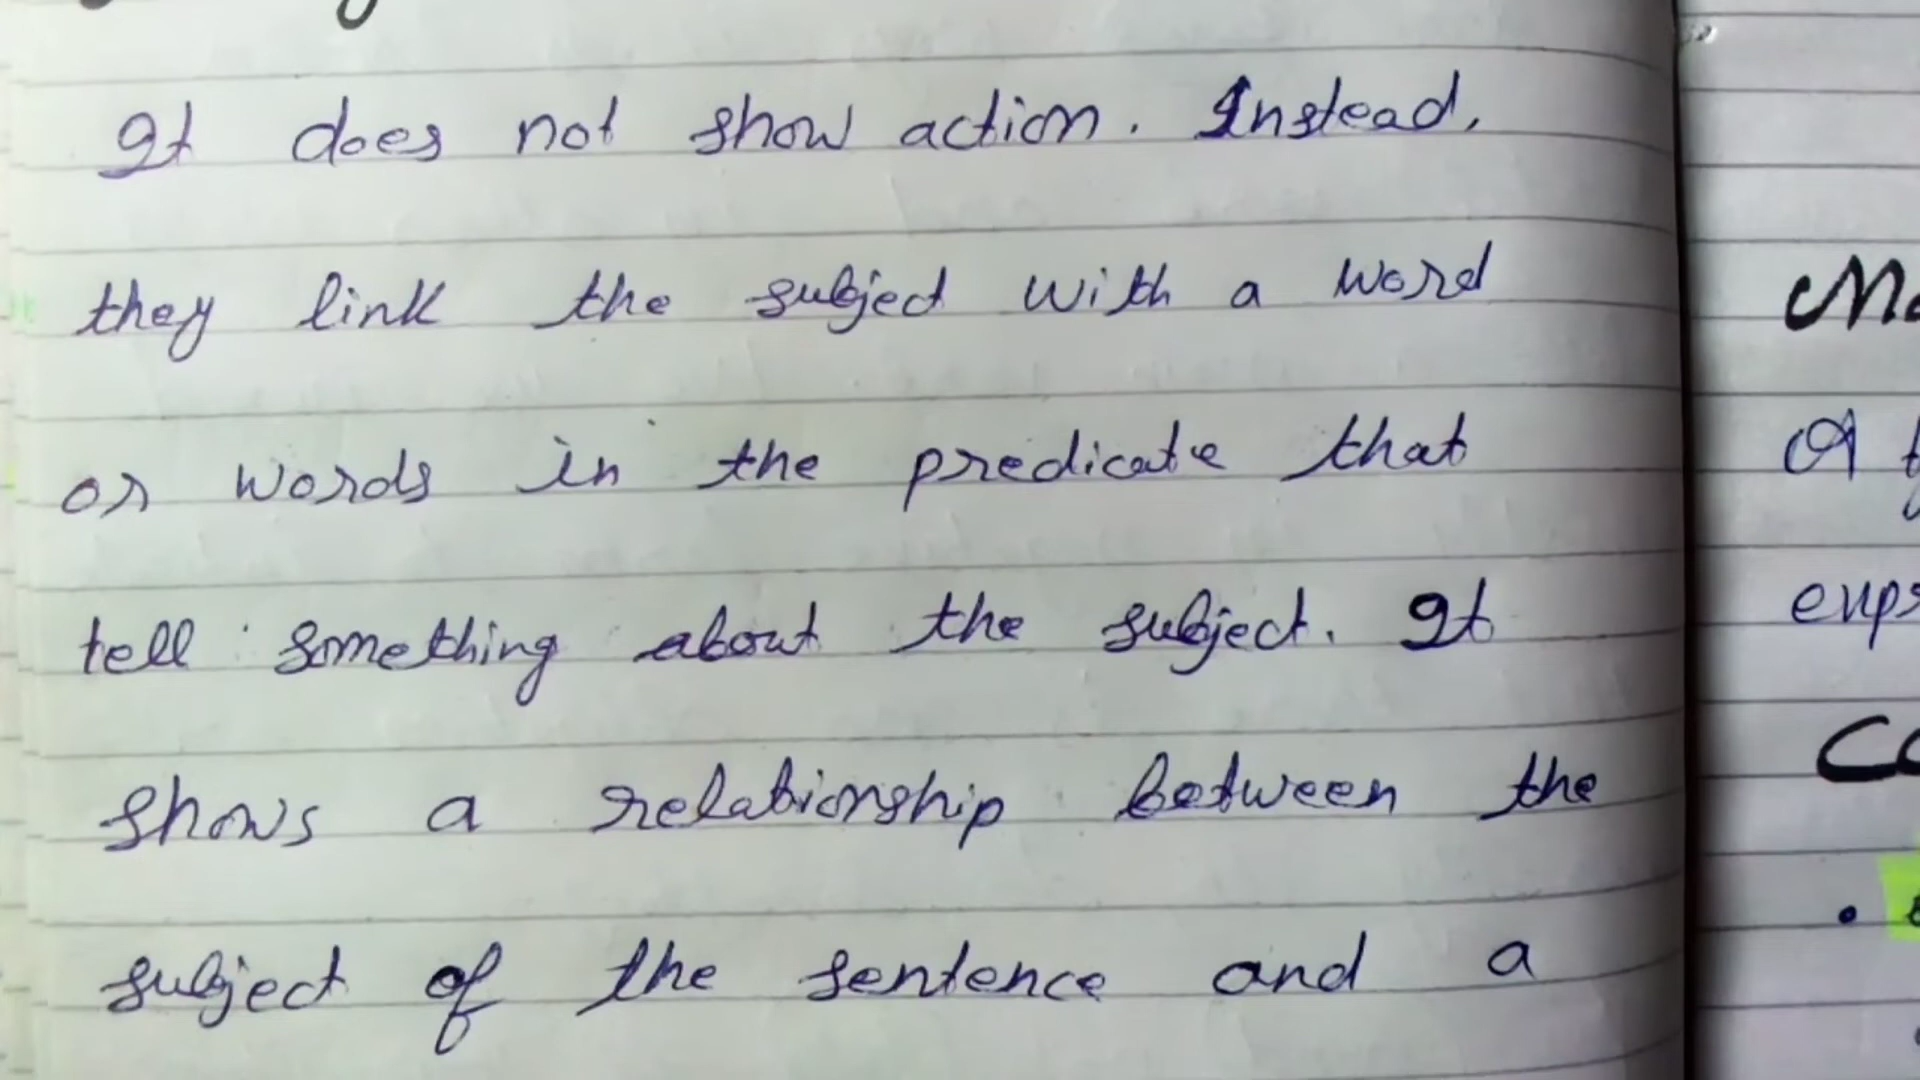 It does not show action. Instead,
they link the subject with a word
or words in the predicate that
tell something about the subject. It
shows a relationship between the
subject of the sentence and a
A